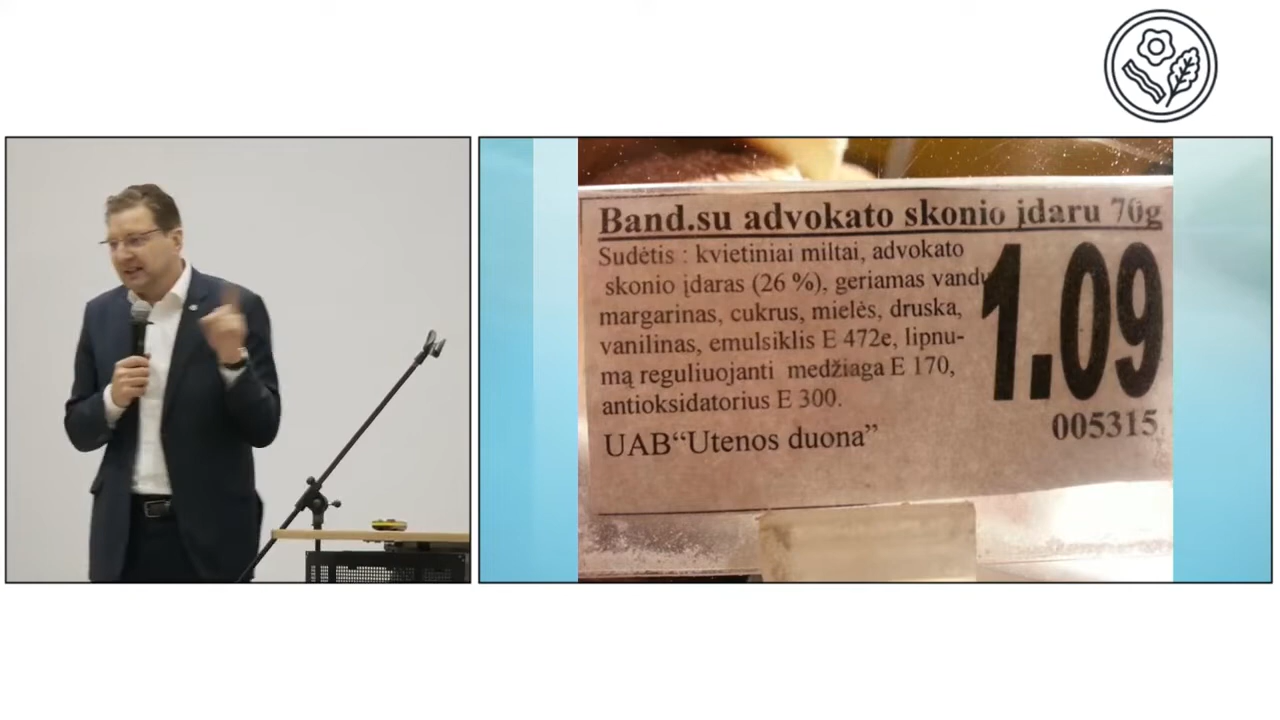 Band.su advokato skonio įdaru 70g
Sudėtis : kvietiniai miltai, advokato
skonio įdaras (26 %), geriamas vandu
margarinas, cukrus, mielės, druska,
vanilinas, emulsiklis E 472e, lipnu-
mą reguliuojanti medžiaga E 170,
antioksidatorius E 300.
1.09
005315
UAB“Utenos duona”